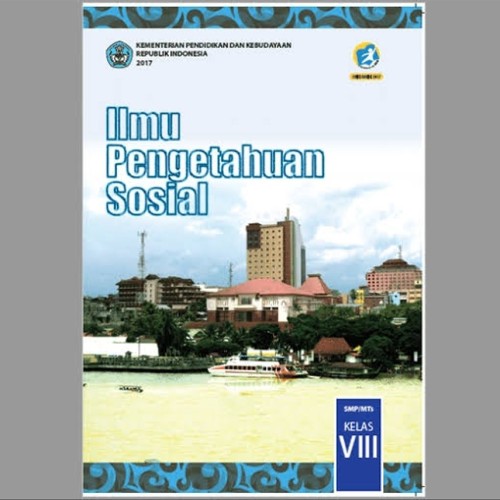 KEMENTERIAN PENDIDIKAN DAN KEBUDAYAAN
REPUBLIK INDONESIA
2017
Ilmu
Pengetahuan
Sosial
SMP/MTs
KELAS
VIII